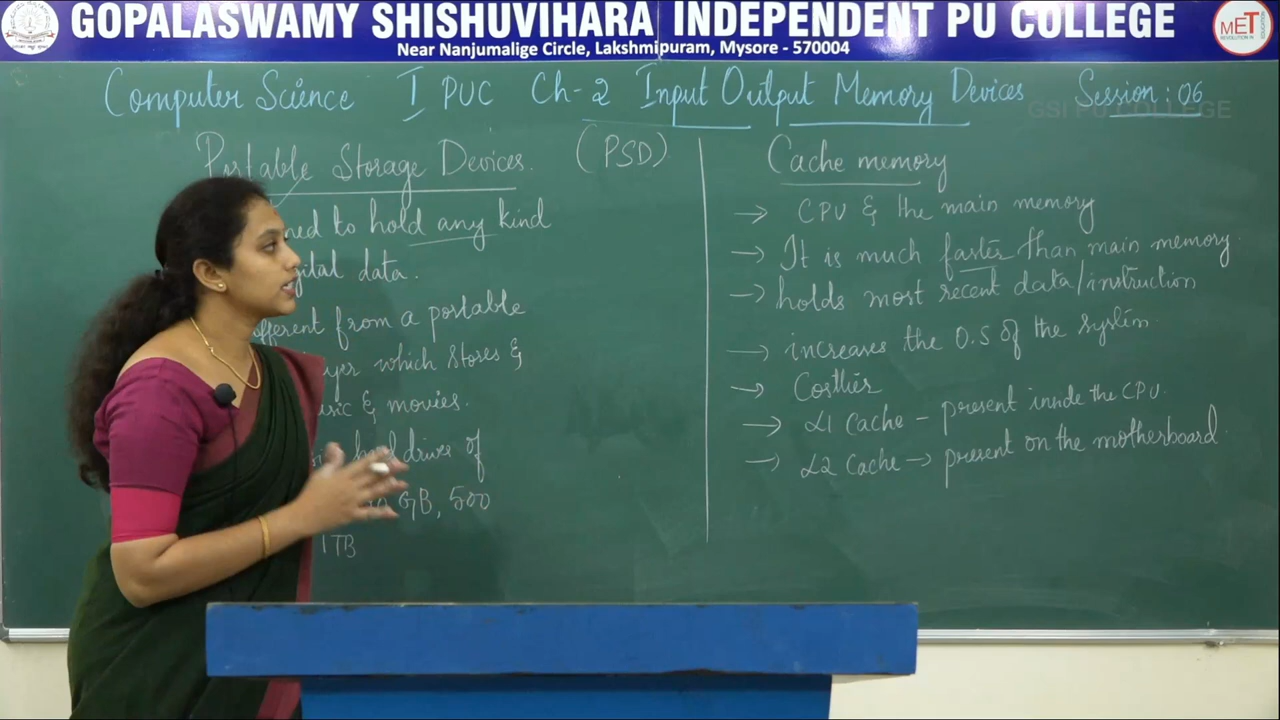 GOPALASWAMY SHISHUVIHARA INDEPENDENT PU COLLEGE
Near Nanjumalige Circle, Lakshmipuram, Mysore - 570004
MET
Computer Science I PUC Ch-2 Input Output Memory Devices Session: 06
GSI PU COLLEGE
Portable Storage Devices. (PSD)
ned to hold any kind
gital data.
fferent from a portable
yer which stores &
sic & movies.
hard drives of
GB, 500
1TB
Cache memory
→ CPU & the main memory
→ It is much faster than main memory.
→ holds most recent data/instruction
→ increases the O.S of the system
→ Costlier
→ L1 Cache - present inside the CPU.
→ L2 Cache → present on the motherboard